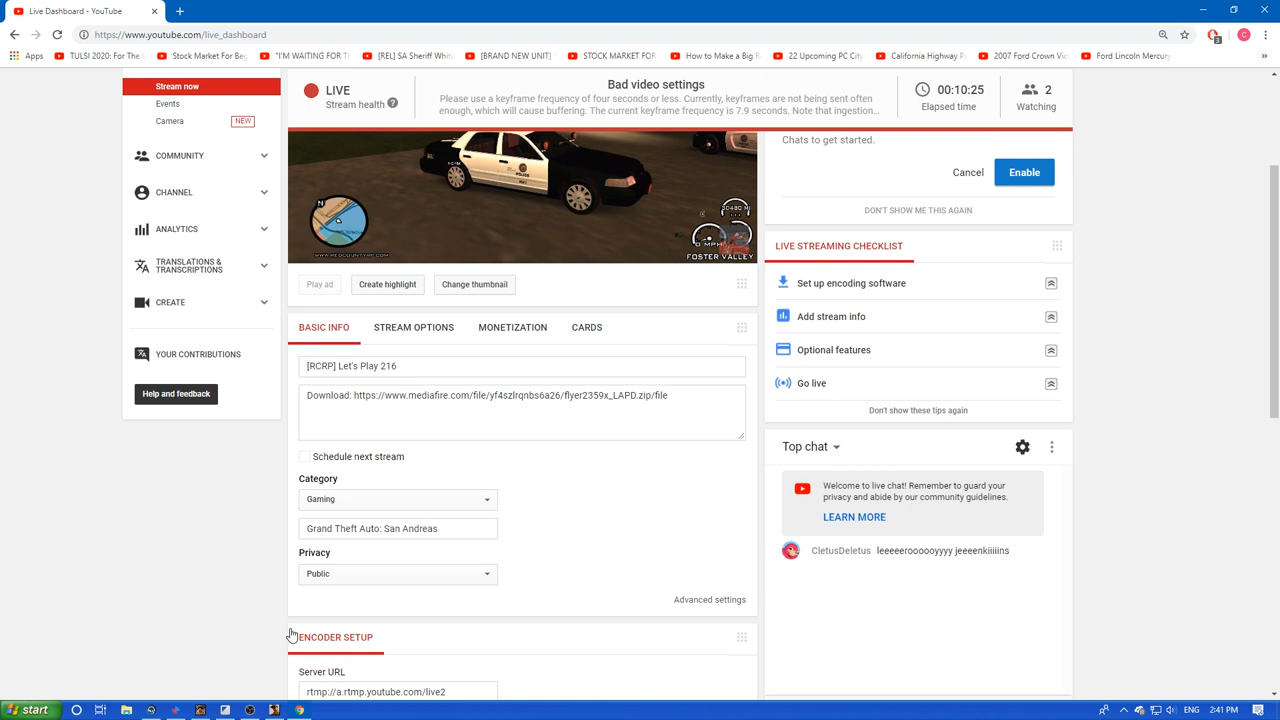 Live Dashboard - YouTube
https://www.youtube.com/live_dashboard
Apps
TULSI 2020: For The
Stock Market For Beg
"I'M WAITING FOR T
[REL] SA Sheriff Whit
[BRAND NEW UNIT]
STOCK MARKET FOR
How to Make a Big R
22 Upcoming PC City
California Highway P
2007 Ford Crown Vic
Ford Lincoln Mercury
3
C
Stream now
Events
Camera
NEW
COMMUNITY
CHANNEL
ANALYTICS
TRANSLATIONS &
TRANSCRIPTIONS
CREATE
YOUR CONTRIBUTIONS
Help and feedback
LIVE
Stream health
Bad video settings
Please use a keyframe frequency of four seconds or less. Currently, keyframes are not being sent often
enough, which will cause buffering. The current keyframe frequency is 7.9 seconds. Note that ingestion...
00:10:25
Elapsed time
2
Watching
N
WWW.REDCOUNTYRP.COM
0 MPH
FOSTER VALLEY
Play ad
Create highlight
Change thumbnail
BASIC INFO
STREAM OPTIONS
MONETIZATION
CARDS
[RCRP] Let's Play 216
Download: https://www.mediafire.com/file/yf4szlrqnbs6a26/flyer2359x_LAPD.zip/file
Schedule next stream
Category
Gaming
Grand Theft Auto: San Andreas
Privacy
Public
Advanced settings
ENCODER SETUP
Server URL
rtmp://a.rtmp.youtube.com/live2
Chats to get started.
Cancel
Enable
DON'T SHOW ME THIS AGAIN
LIVE STREAMING CHECKLIST
Set up encoding software
Add stream info
Optional features
Go live
Don't show these tips again
Top chat
Welcome to live chat! Remember to guard your
privacy and abide by our community guidelines.
LEARN MORE
CletusDeletus leeeeeroooooyyyy jeeeenkiiiiins
start
ENG
2:41 PM